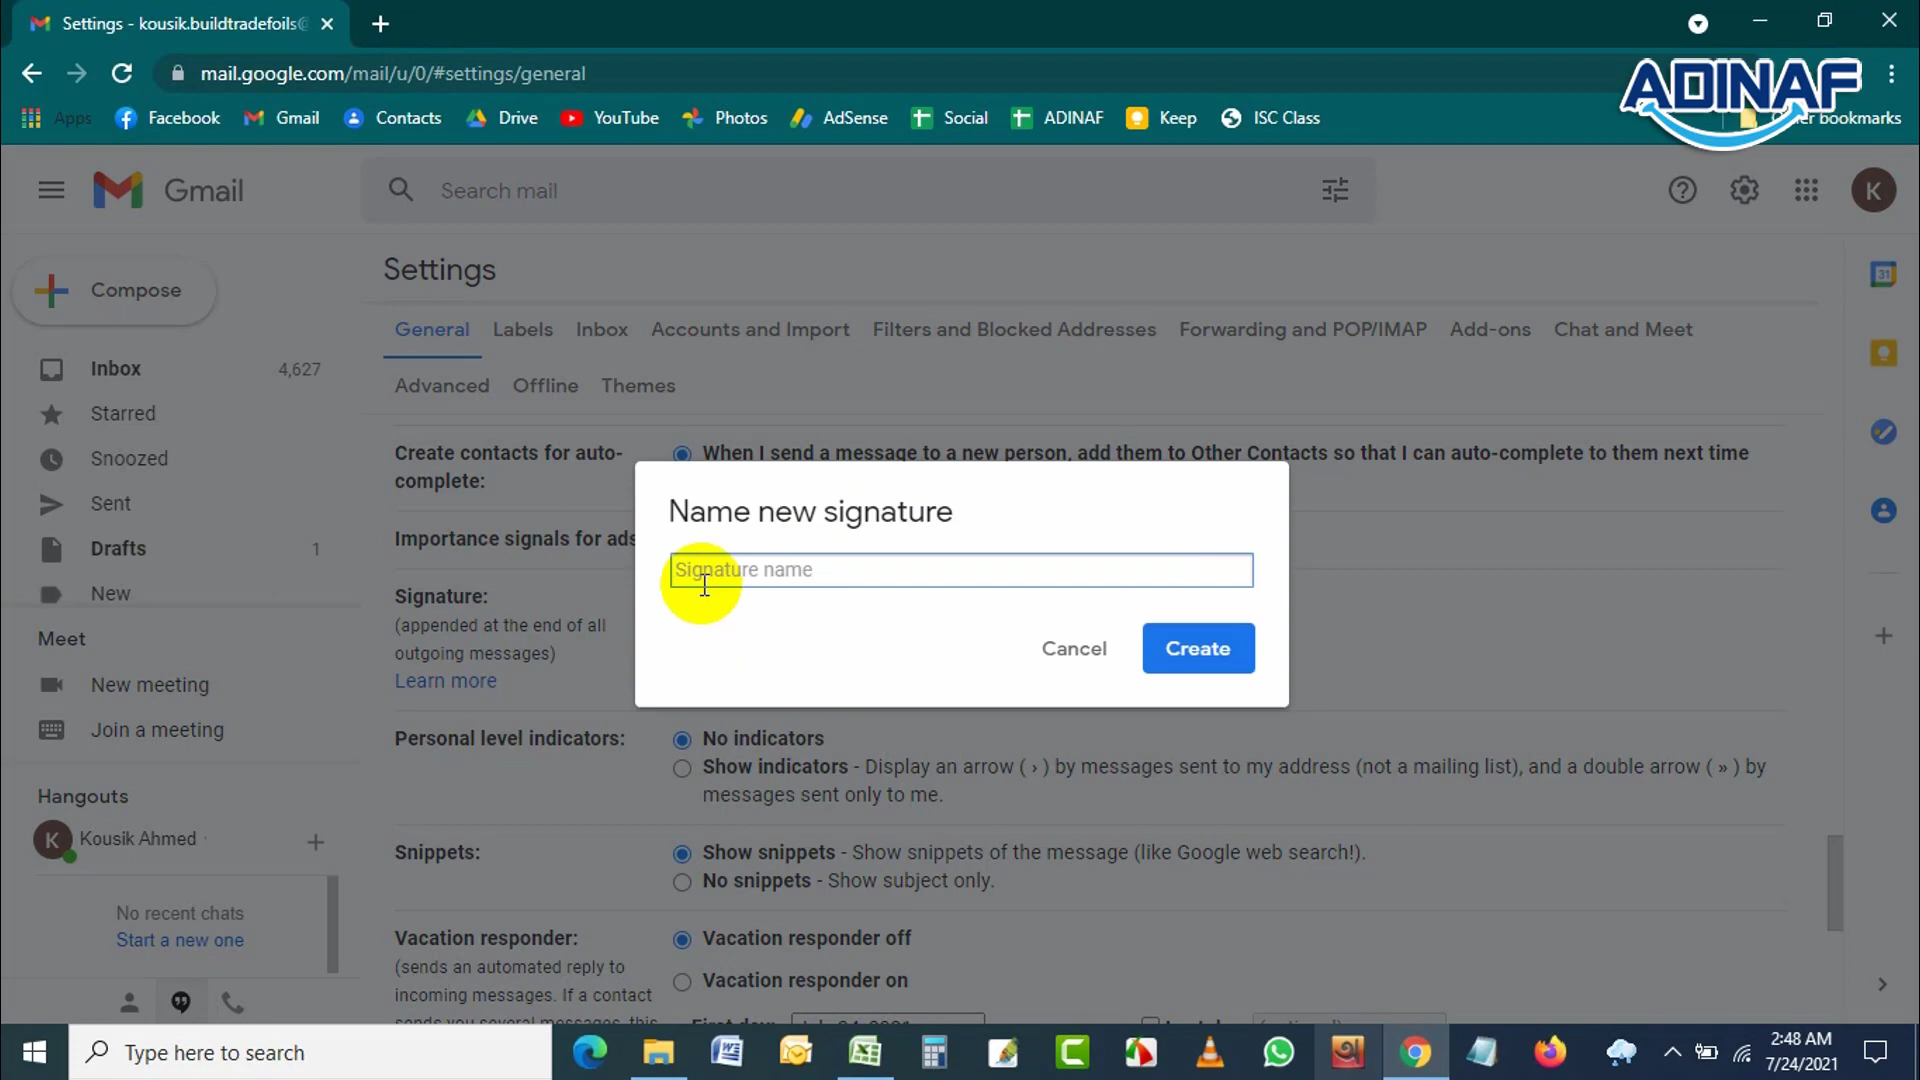 Settings - kousik.buildtradefoils@
mail.google.com/mail/u/0/#settings/general
ADINAF
Apps Facebook Gmail Contacts Drive YouTube Photos AdSense Social ADINAF Keep ISC Class bookmarks
Gmail
Search mail
K
Compose
Settings
General Labels Inbox Accounts and Import Filters and Blocked Addresses Forwarding and POP/IMAP Add-ons Chat and Meet
Advanced Offline Themes
31
Inbox 4,627
Starred
Snoozed
Sent
Drafts 1
New
Create contacts for auto-
complete:
When I send a message to a new person, add them to Other Contacts so that I can auto-complete to them next time
Importance signals for ads
Name new signature
Signature name
Cancel Create
Signature:
(appended at the end of all
outgoing messages)
Learn more
Meet
New meeting
Join a meeting
Personal level indicators:
No indicators
Show indicators - Display an arrow ( › ) by messages sent to my address (not a mailing list), and a double arrow ( » ) by
messages sent only to me.
Hangouts
K Kousik Ahmed
Snippets:
Show snippets - Show snippets of the message (like Google web search!).
No snippets - Show subject only.
No recent chats
Start a new one
Vacation responder:
(sends an automated reply to
incoming messages. If a contact
sends you several messages, this
Vacation responder off
Vacation responder on
Type here to search
2:48 AM
7/24/2021